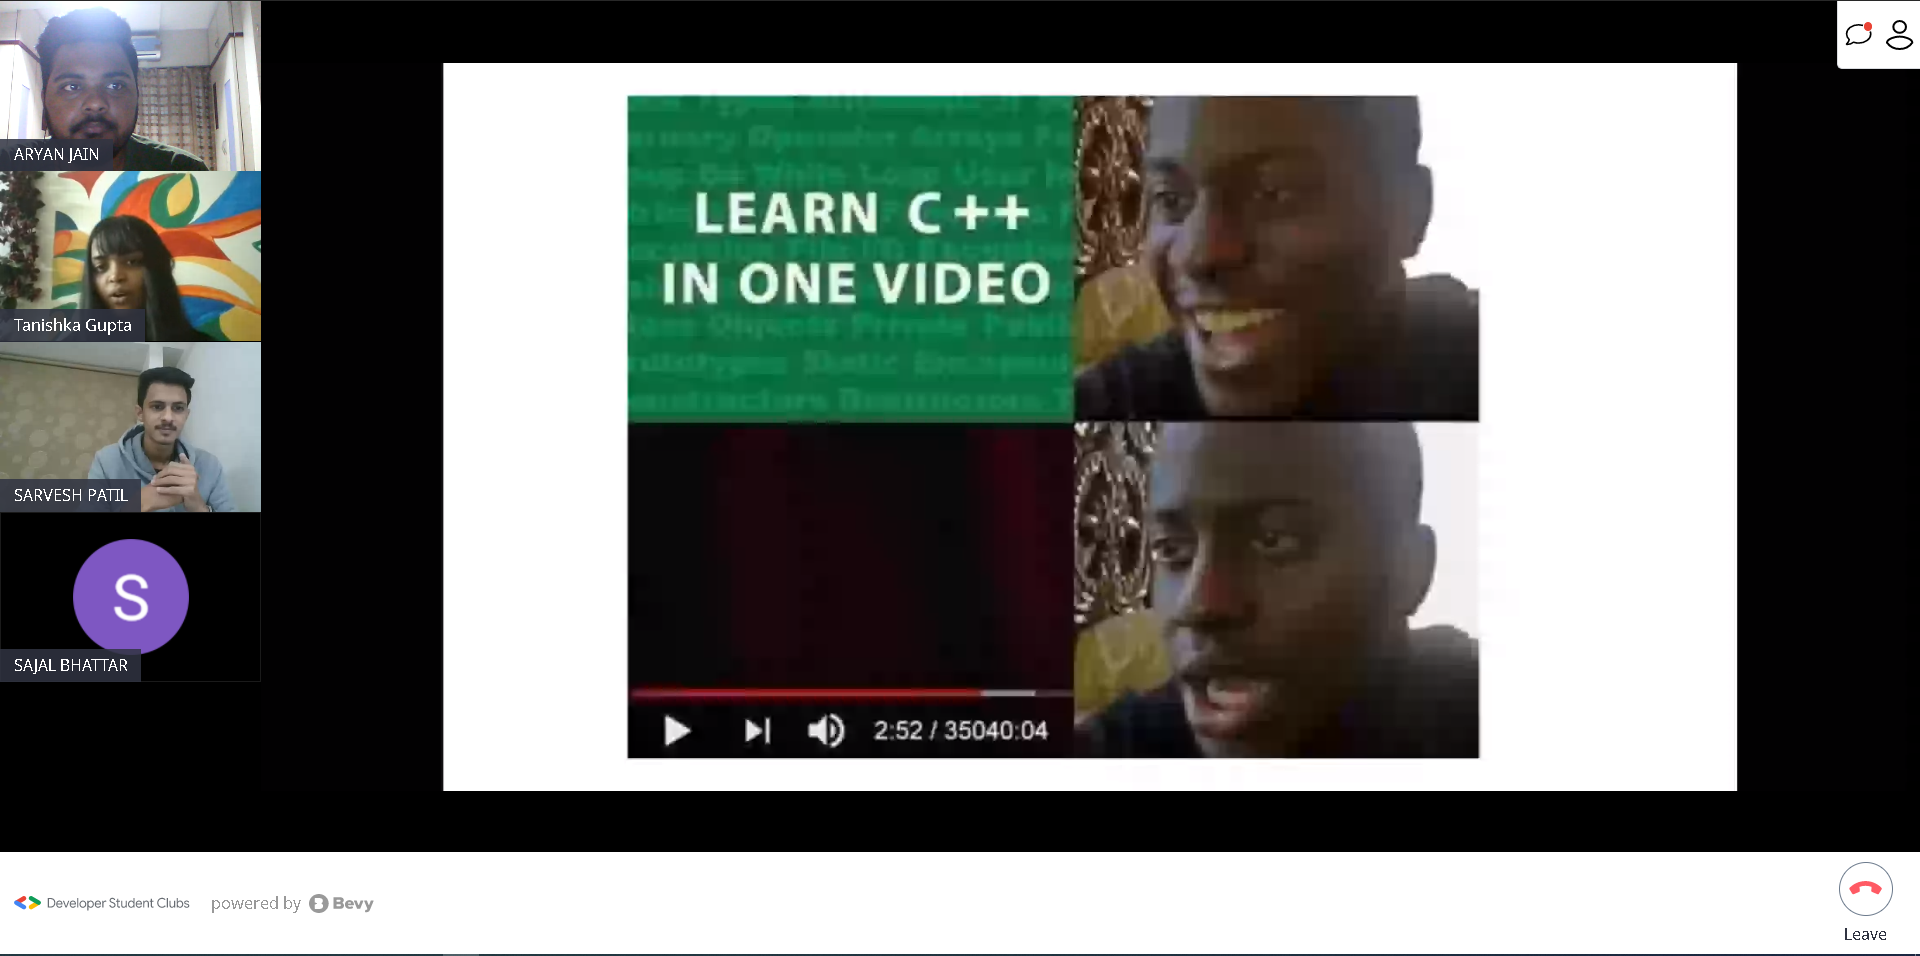 ARYAN JAIN
Tanishka Gupta
SARVESH PATIL
S
SAJAL BHATTAR
LEARN C++
IN ONE VIDEO
2:52 / 35040:04
Developer Student Clubs
powered by Bevy
Leave